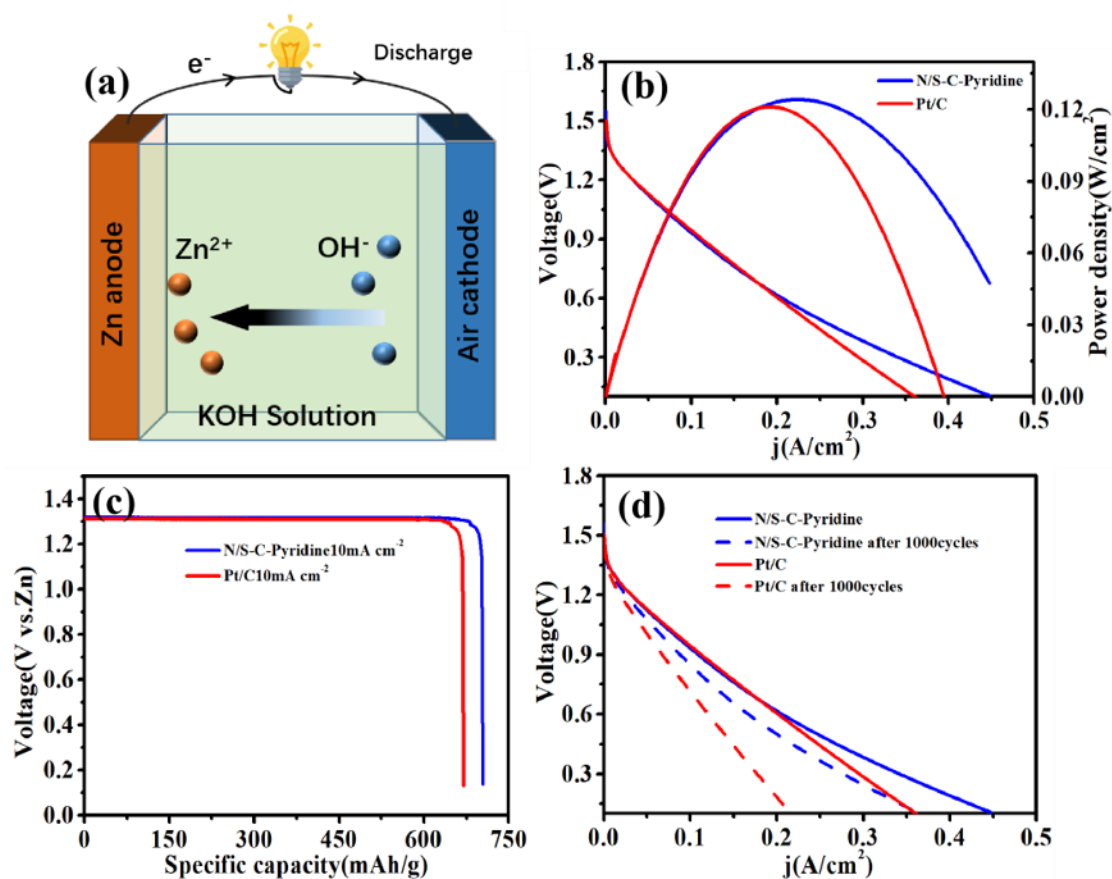 (a)
e-
Discharge
Zn anode
Zn2+
OH-
Air cathode
KOH Solution
(b)
N/S-C-Pyridine
Pt/C
1.8
1.5
1.2
0.9
0.6
0.3
Voltage(V)
0.12
0.09
0.06
0.03
0.00
Power density(W/cm2)
0.0 0.1 0.2 0.3 0.4 0.5
j(A/cm2)
(c)
N/S-C-Pyridine10mA cm-2
Pt/C10mA cm-2
1.4
1.2
1.0
0.8
0.6
0.4
0.2
0.0
Voltage(V vs.Zn)
0 150 300 450 600 750
Specific capacity(mAh/g)
(d)
N/S-C-Pyridine
N/S-C-Pyridine after 1000cycles
Pt/C
Pt/C after 1000cycles
1.8
1.5
1.2
0.9
0.6
0.3
Voltage(V)
0.0 0.1 0.2 0.3 0.4 0.5
j(A/cm2)